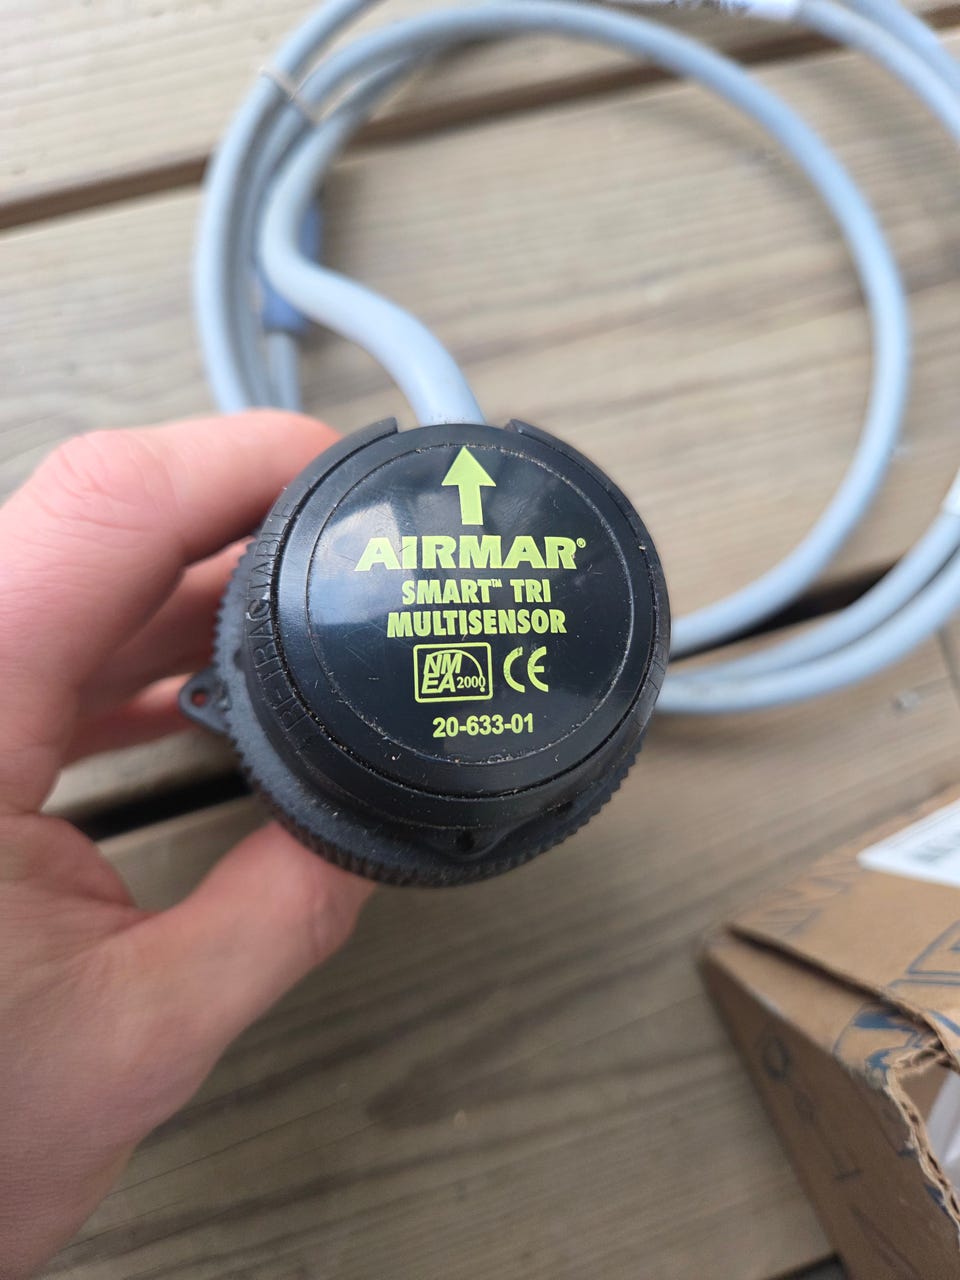 RETRACTABLE
AIRMAR®
SMART™ TRI
MULTISENSOR
NMEA 2000® CE
20-633-01